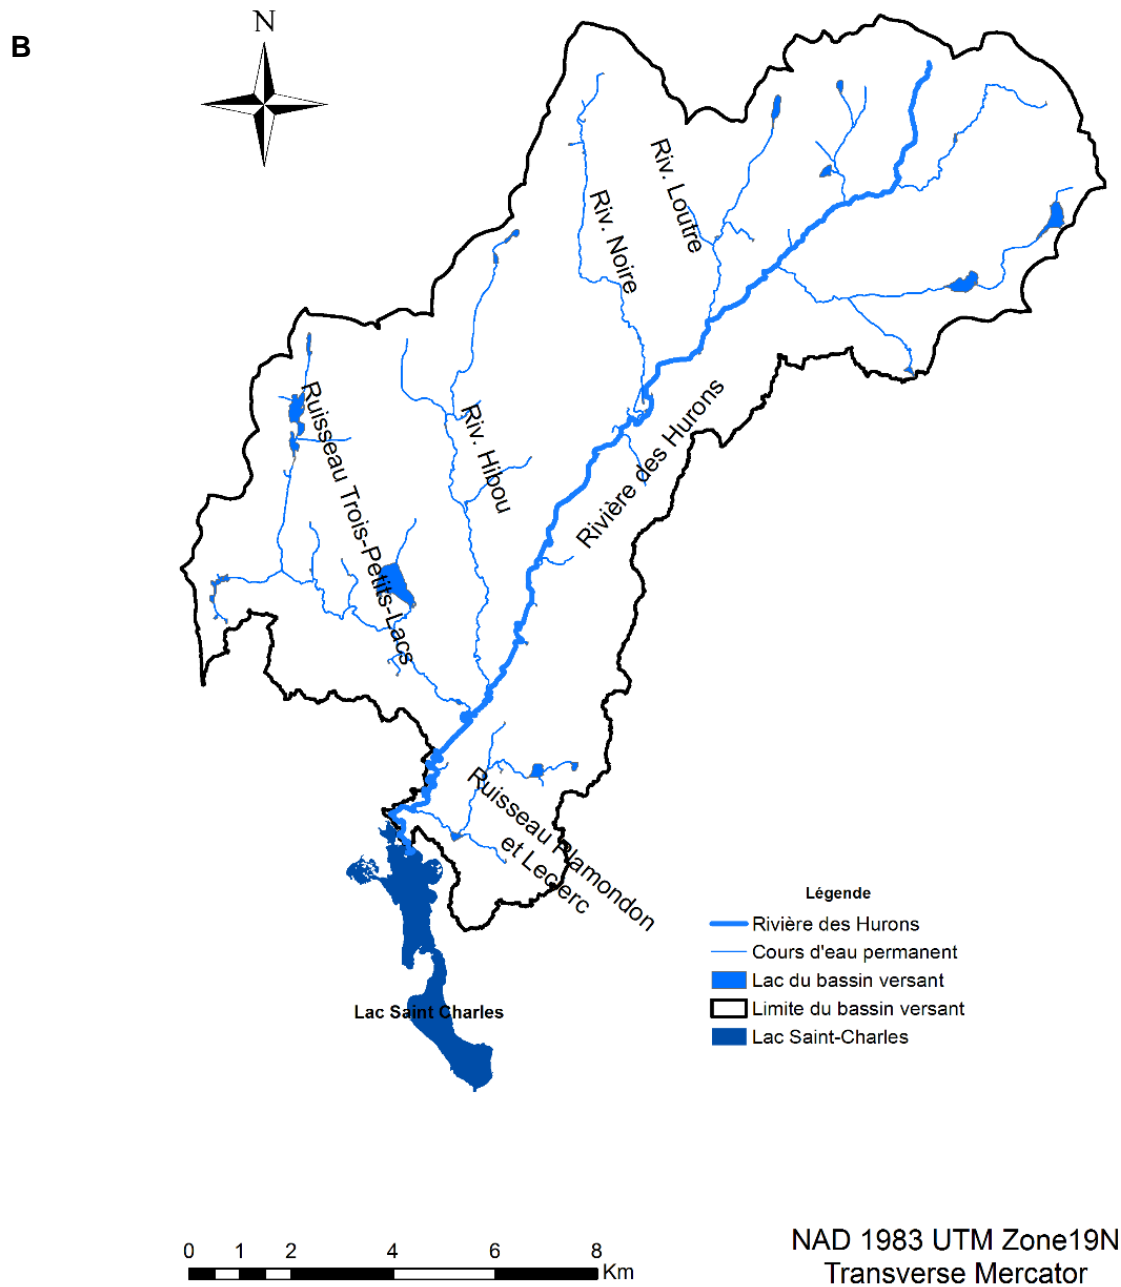 B
N
Riv. Loutre
Riv. Noire
Ruisseau Trois-Petits-Lacs
Riv. Hibou
Rivière des Hurons
Ruisseau Plamondon
et Leclerc
Légende
Rivière des Hurons
Cours d'eau permanent
Lac du bassin versant
Limite du bassin versant
Lac Saint-Charles
Lac Saint Charles
0 1 2 4 6 8
Km
NAD 1983 UTM Zone19N
Transverse Mercator